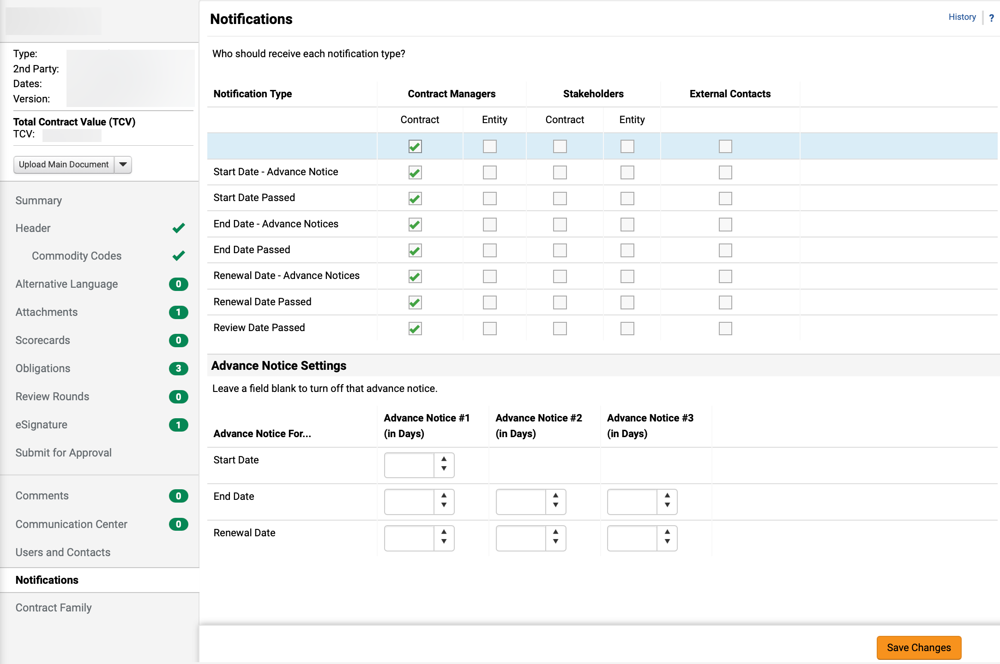 Type:
2nd Party:
Dates:
Version:
Total Contract Value (TCV)
TCV:
Upload Main Document
Summary
Header
Commodity Codes
Alternative Language 0
Attachments 1
Scorecards 0
Obligations 3
Review Rounds 0
eSignature 1
Submit for Approval
Comments 0
Communication Center 0
Users and Contacts
Notifications
Contract Family
Notifications
History ?
Who should receive each notification type?
Notification Type Contract Managers Stakeholders External Contacts
Contract Entity Contract Entity
Start Date - Advance Notice
Start Date Passed
End Date - Advance Notices
End Date Passed
Renewal Date - Advance Notices
Renewal Date Passed
Review Date Passed
Advance Notice Settings
Leave a field blank to turn off that advance notice.
Advance Notice For... Advance Notice #1 (in Days) Advance Notice #2 (in Days) Advance Notice #3 (in Days)
Start Date
End Date
Renewal Date
Save Changes